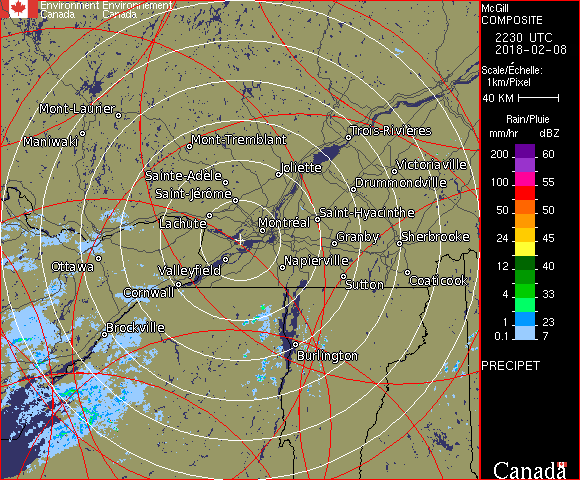 Environment Environnement
Canada Canada
McGill
COMPOSITE
2230 UTC
2018-02-08
Scale/Échelle:
1km/Pixel
40 KM
Rain/Pluie
mm/hr dBZ
200 60
100 55
50 50
24 45
12 40
4 33
1 23
0.1 7
PRECIPET
Canada
Mont-Laurier
Maniwaki
Mont-Tremblant
Trois-Rivières
Joliette
Victoriaville
Sainte-Adèle
Drummondville
Saint-Jérôme
Lachute
Saint-Hyacinthe
Montréal
Granby
Sherbrooke
Ottawa
Valleyfield
Napierville
Cornwall
Sutton
Coaticook
Brockville
Burlington